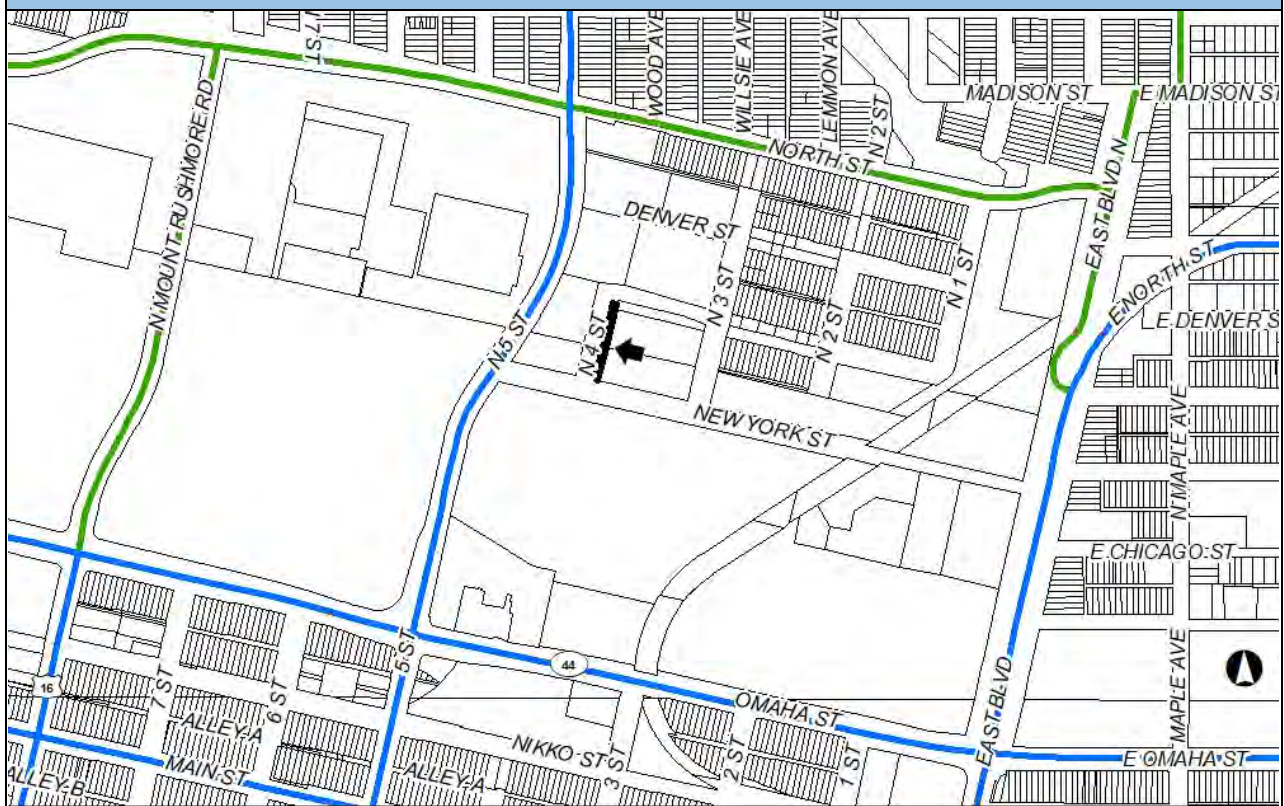 1 ST
WOOD AVE
WILLSIE AVE
LEMMON AVE
N 2 ST
MADISON ST
E MADISON ST
N MOUNT RUSHMORE RD
NORTH ST
EAST BLVD N
DENVER ST
E NORTH ST
N 1 ST
N 3 ST
N 5 ST
N 4 ST
N 2 ST
E DENVER S
NEW YORK ST
N MAPLE AVE
E CHICAGO ST
5 ST
44
EAST BLVD
MAPLE AVE
16
7 ST
6 ST
OMAHA ST
ALLEY A
NIKKO ST
3 ST
2 ST
1 ST
E OMAHA ST
MAIN ST
ALLEY A
ALLEY B